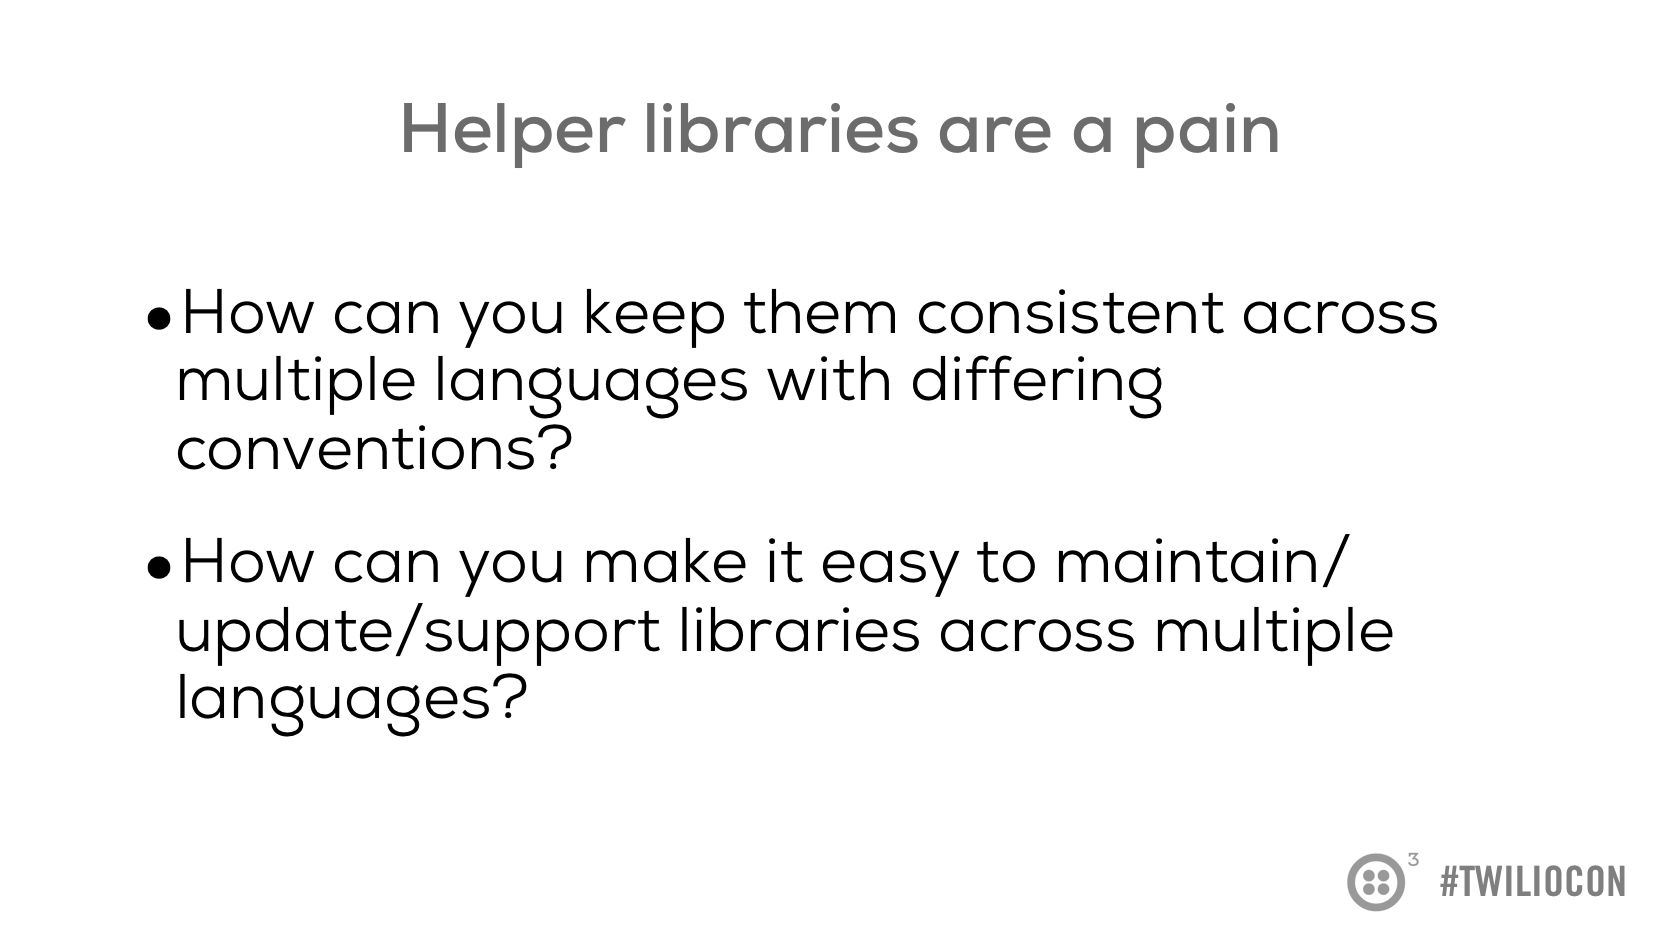 Helper libraries are a pain
•How can you keep them consistent across
multiple languages with differing
conventions?
•How can you make it easy to maintain/
update/support libraries across multiple
languages?
3 #TWILIOCON